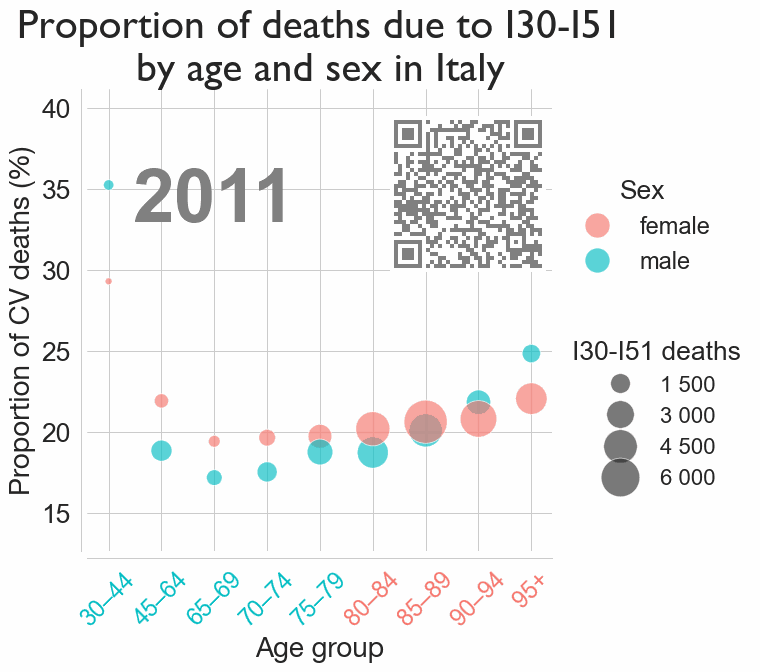 Proportion of deaths due to I30-I51
by age and sex in Italy
40
35
30
25
20
15
Proportion of CV deaths (%)
2011
Sex
female
male
I30-I51 deaths
1 500
3 000
4 500
6 000
30–44
45–64
65–69
70–74
75–79
80–84
85–89
90–94
95+
Age group